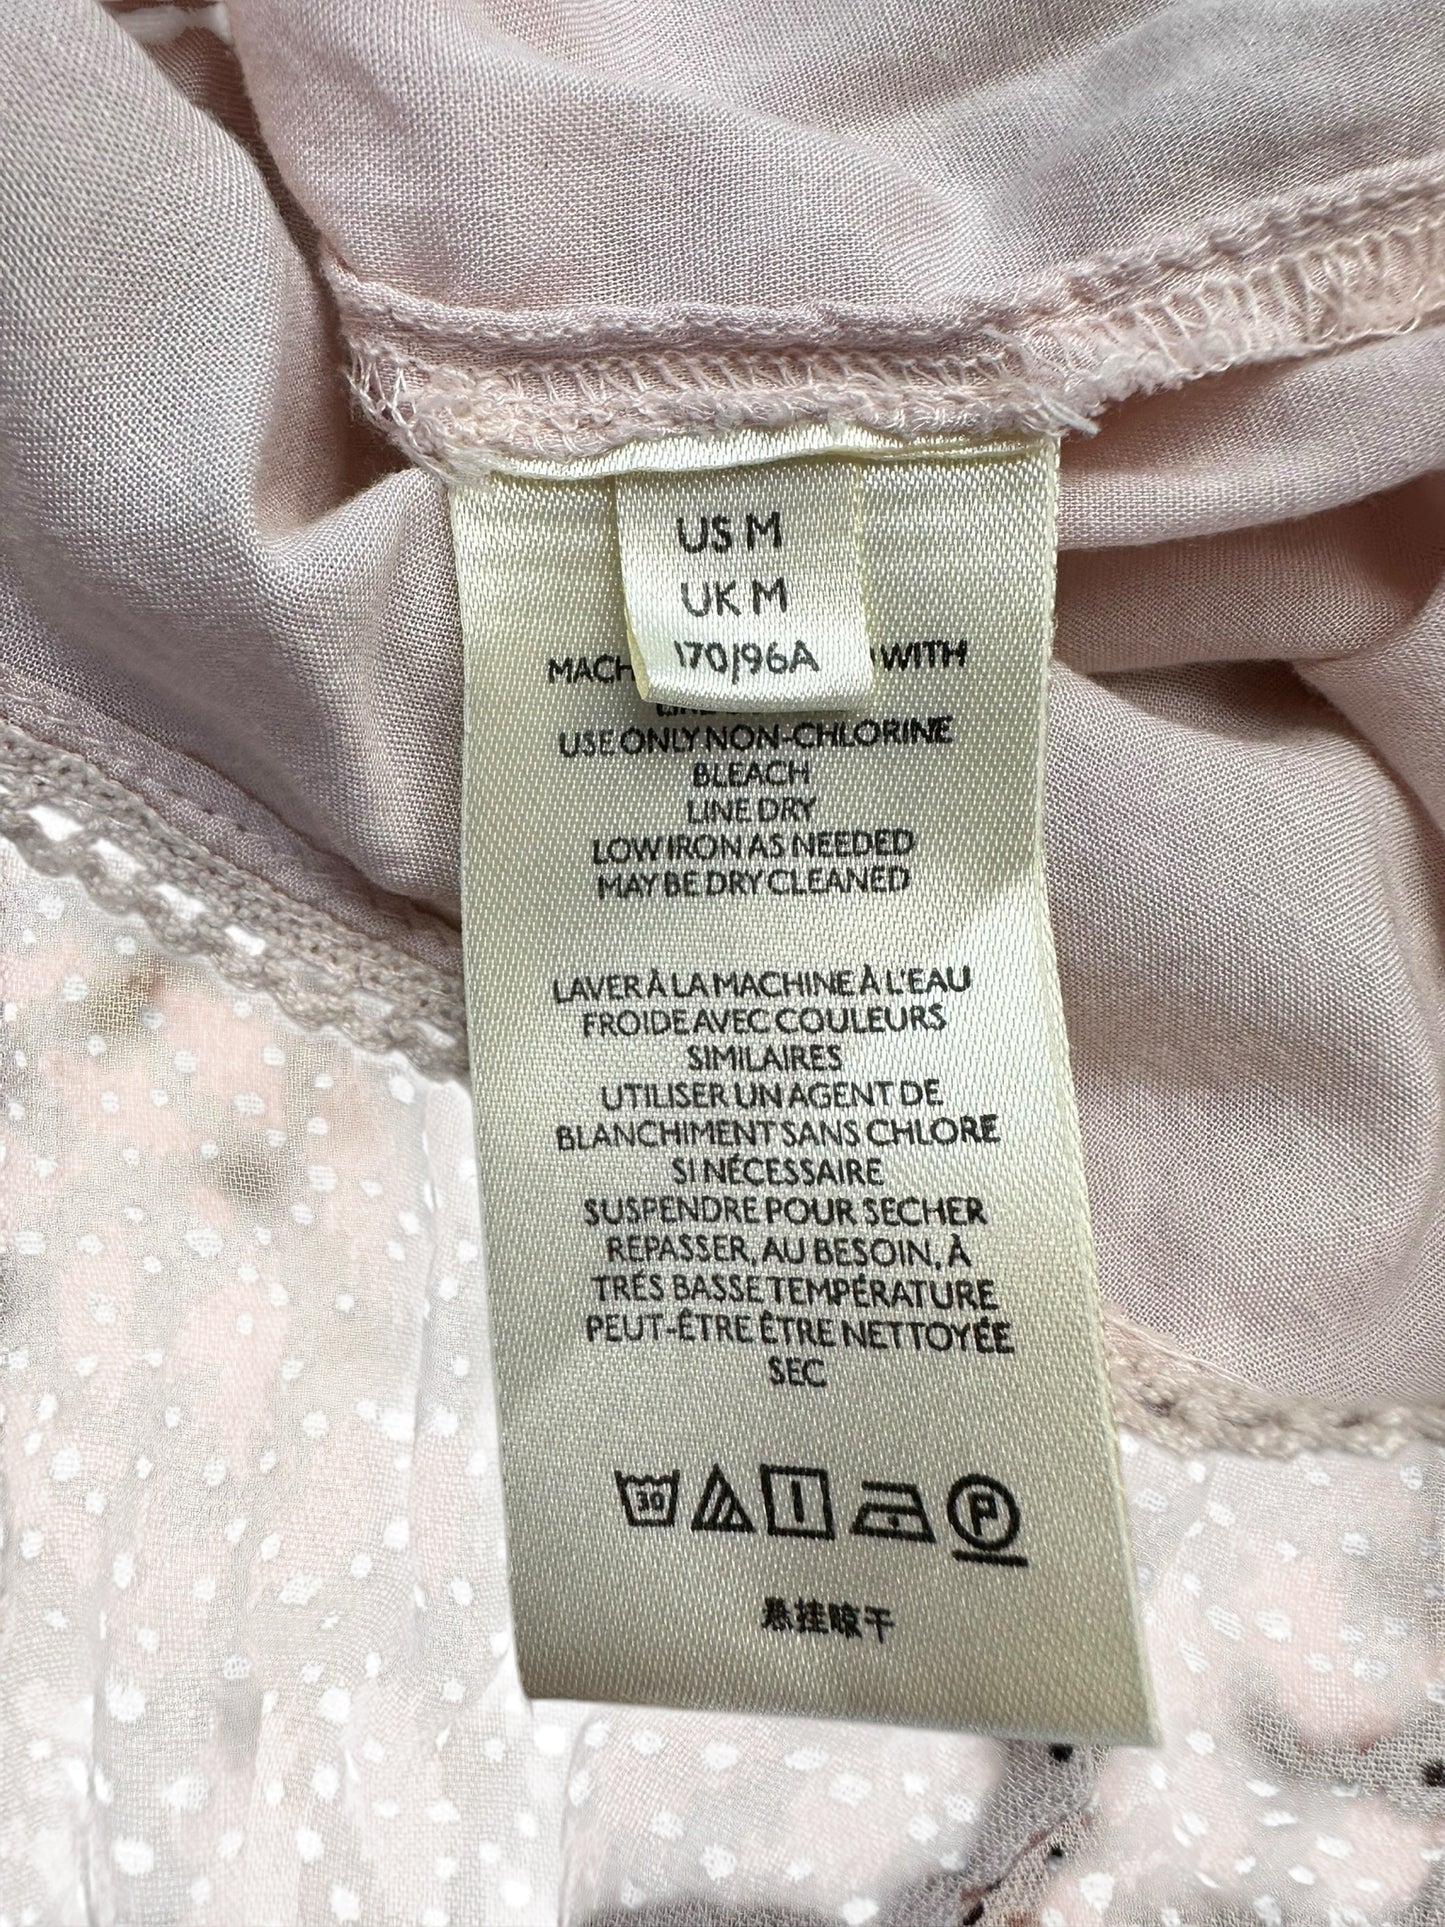 US M
UK M
170/96A
MACH WITH
USE ONLY NON-CHLORINE
BLEACH
LINE DRY
LOW IRON AS NEEDED
MAY BE DRY CLEANED
LAVER À LA MACHINE À L'EAU
FROIDE AVEC COULEURS
SIMILAIRES
UTILISER UN AGENT DE
BLANCHIMENT SANS CHLORE
SI NÉCESSAIRE
SUSPENDRE POUR SECHER
REPASSER, AU BESOIN, À
TRÉS BASSE TEMPÉRATURE
PEUT-ÊTRE ÊTRE NETTOYÉE
SEC
30
P
悬挂晾干